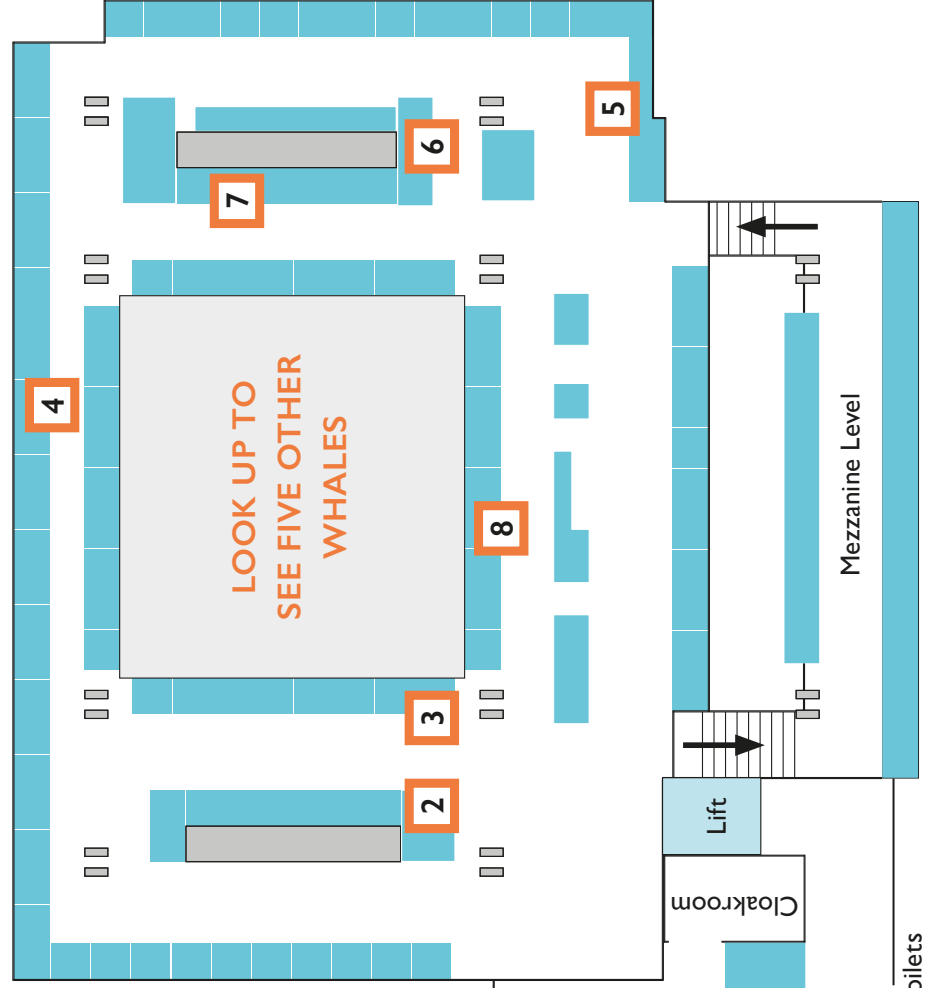 4
5
6
7
LOOK UP TO
SEE FIVE OTHER
WHALES
8
3
2
Mezzanine Level
Lift
Cloakroom